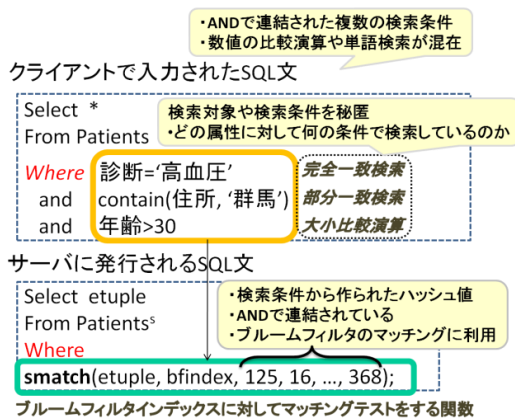 ・ANDで連結された複数の検索条件
・数値の比較演算や単語検索が混在
クライアントで入力されたSQL文
Select *
From Patients
検索対象や検索条件を秘匿
・どの属性に対して何の条件で検索しているのか
Where 診断='高血圧' 完全一致検索
and contain(住所, '群馬') 部分一致検索
and 年齢>30 大小比較演算
サーバに発行されるSQL文
Select etuple
From Patientsˢ
Where
・検索条件から作られたハッシュ値
・ANDで連結されている
・ブルームフィルタのマッチングに利用
smatch(etuple, bfindex, 125, 16, ..., 368);
ブルームフィルタインデックスに対してマッチングテストをする関数